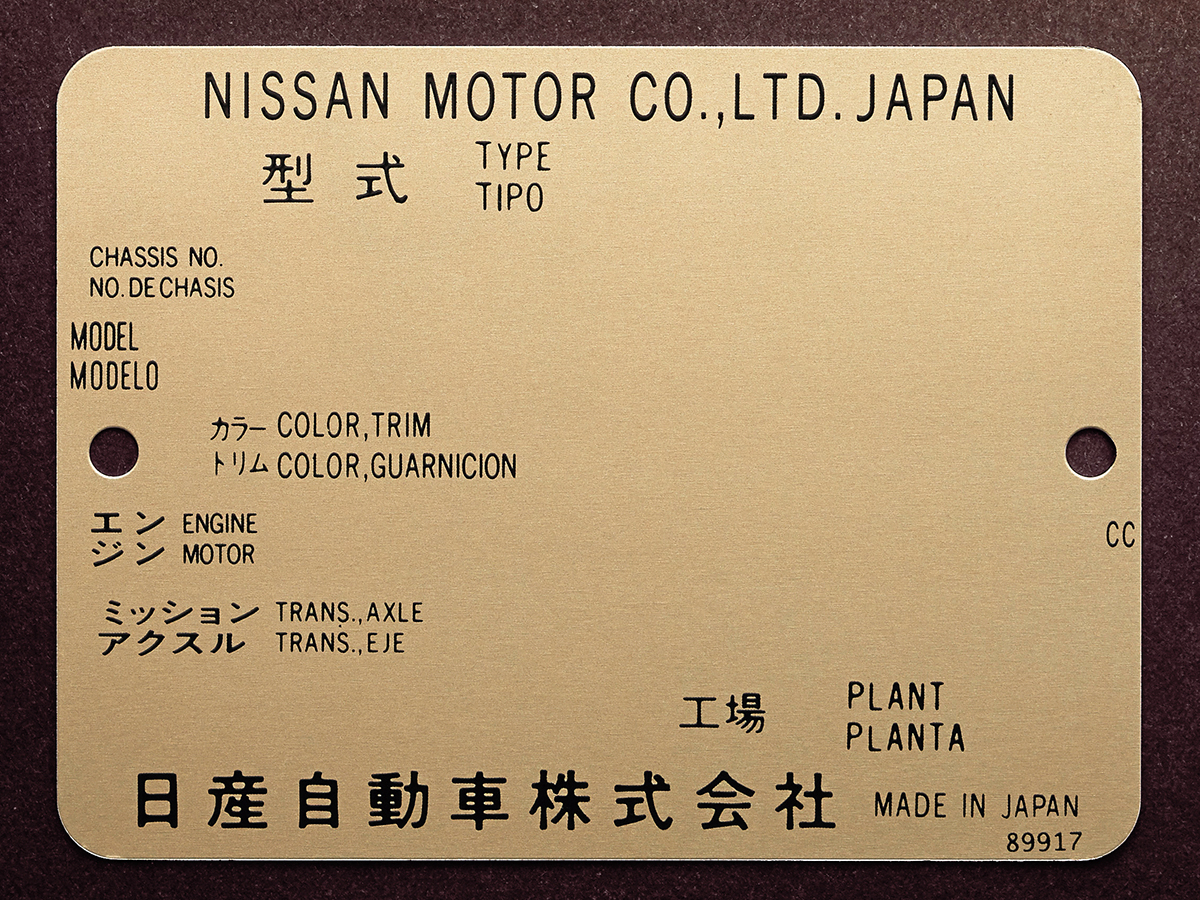 NISSAN MOTOR CO.,LTD. JAPAN
型式 TYPE
TIPO
CHASSIS NO.
NO. DE CHASIS
MODEL
MODELO
カラー COLOR,TRIM
トリム COLOR,GUARNICION
エン ENGINE
ジン MOTOR
CC
ミッション TRANS.,AXLE
アクスル TRANS.,EJE
工場 PLANT
PLANTA
日産自動車株式会社 MADE IN JAPAN
89917